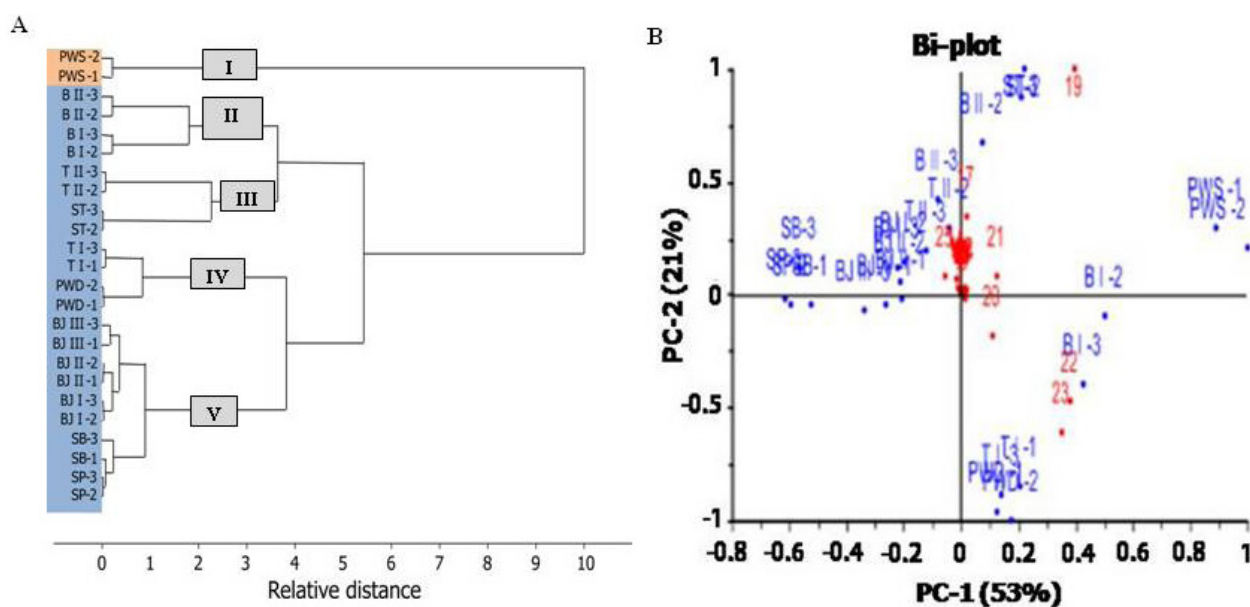 A
PWS-2
PWS-1
B II-3
B II-2
B I-3
B I-2
T II-3
T II-2
ST-3
ST-2
T I-3
T I-1
PWD-2
PWD-1
BJ III-3
BJ III-1
BJ II-2
BJ II-1
BJ I-3
BJ I-2
SB-3
SB-1
SP-3
SP-2
I
II
III
IV
V
0 1 2 3 4 5 6 7 8 9 10
Relative distance
B
Bi-plot
PC-2 (21%)
1
0.5
0
-0.5
-1
19
B II-2
B II-3
17
T II-2
PWS-1
PWS-2
SB-3
25
21
B I-2
20
B I-3
22
23
T I-1
-0.8 -0.6 -0.4 -0.2 0 0.2 0.4 0.6 0.8 1
PC-1 (53%)